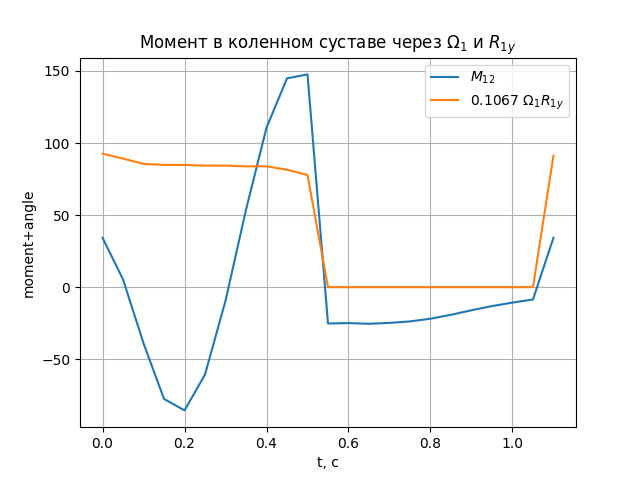 Момент в коленном суставе через Ω₁ и R₁y
M₁₂
0.1067 Ω₁R₁y
moment+angle
150
100
50
0
−50
0.0 0.2 0.4 0.6 0.8 1.0
t, с